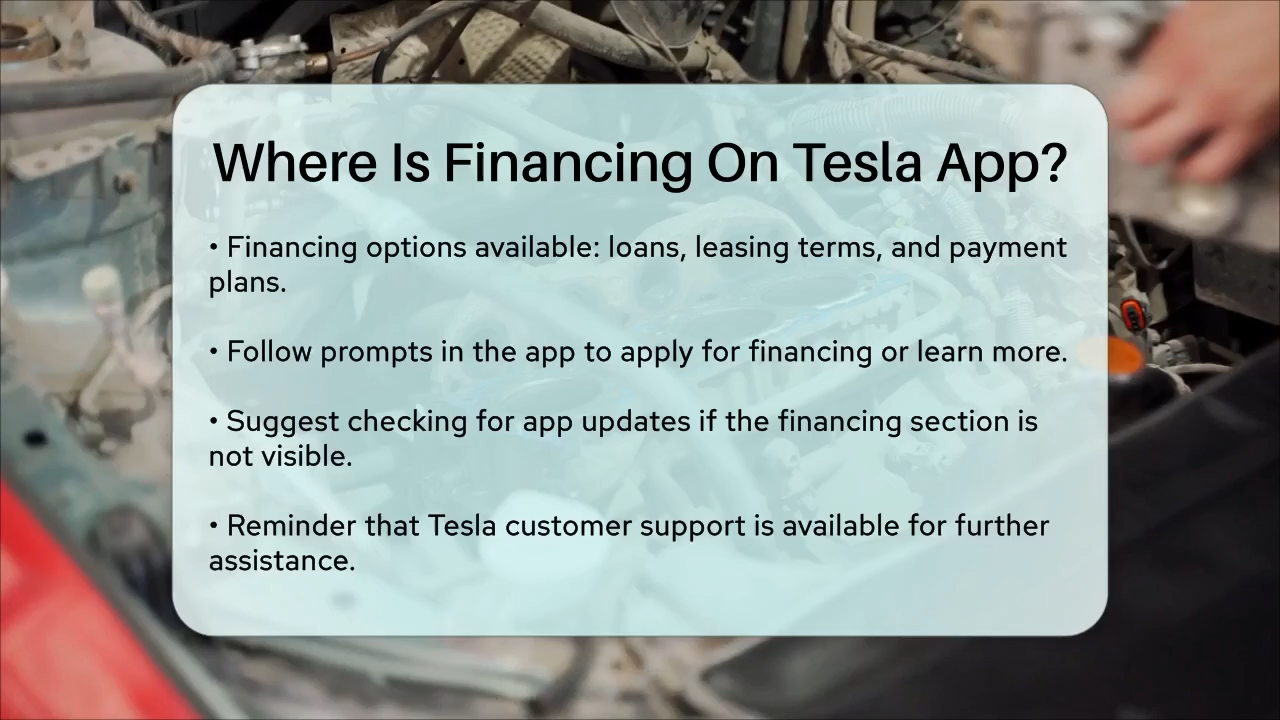 Where Is Financing On Tesla App?
• Financing options available: loans, leasing terms, and payment
plans.
• Follow prompts in the app to apply for financing or learn more.
• Suggest checking for app updates if the financing section is
not visible.
• Reminder that Tesla customer support is available for further
assistance.